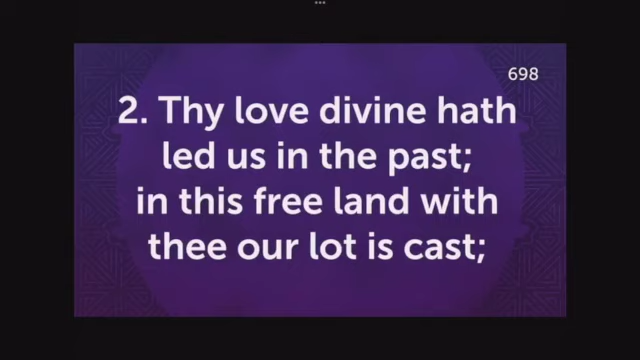 698
2. Thy love divine hath
led us in the past;
in this free land with
thee our lot is cast;